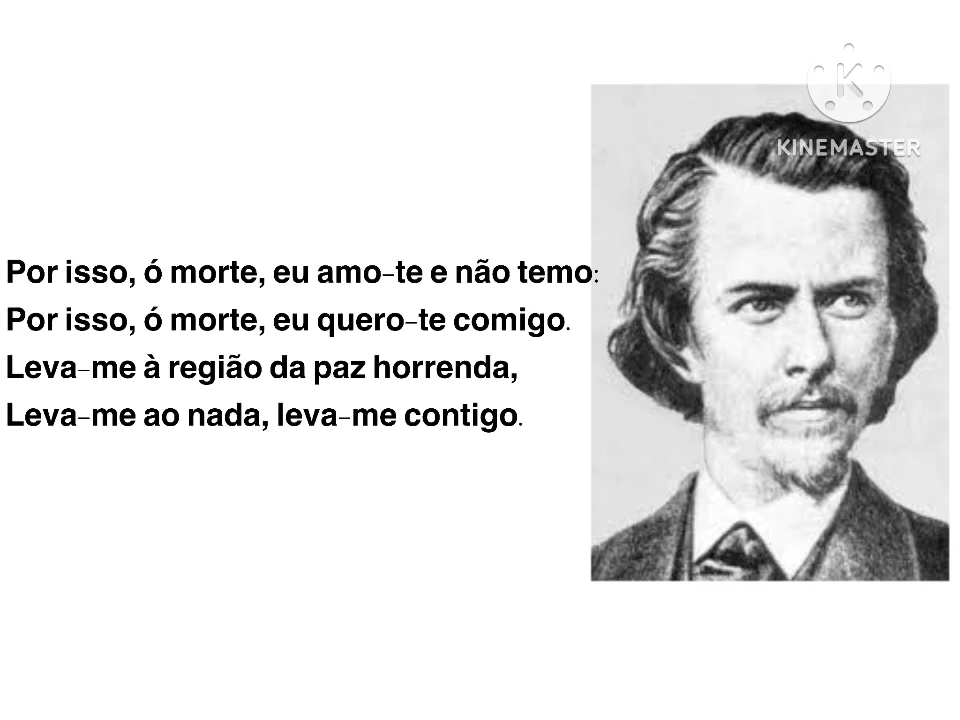 KINEMASTER
Por isso, ó morte, eu amo-te e não temo:
Por isso, ó morte, eu quero-te comigo.
Leva-me à região da paz horrenda,
Leva-me ao nada, leva-me contigo.